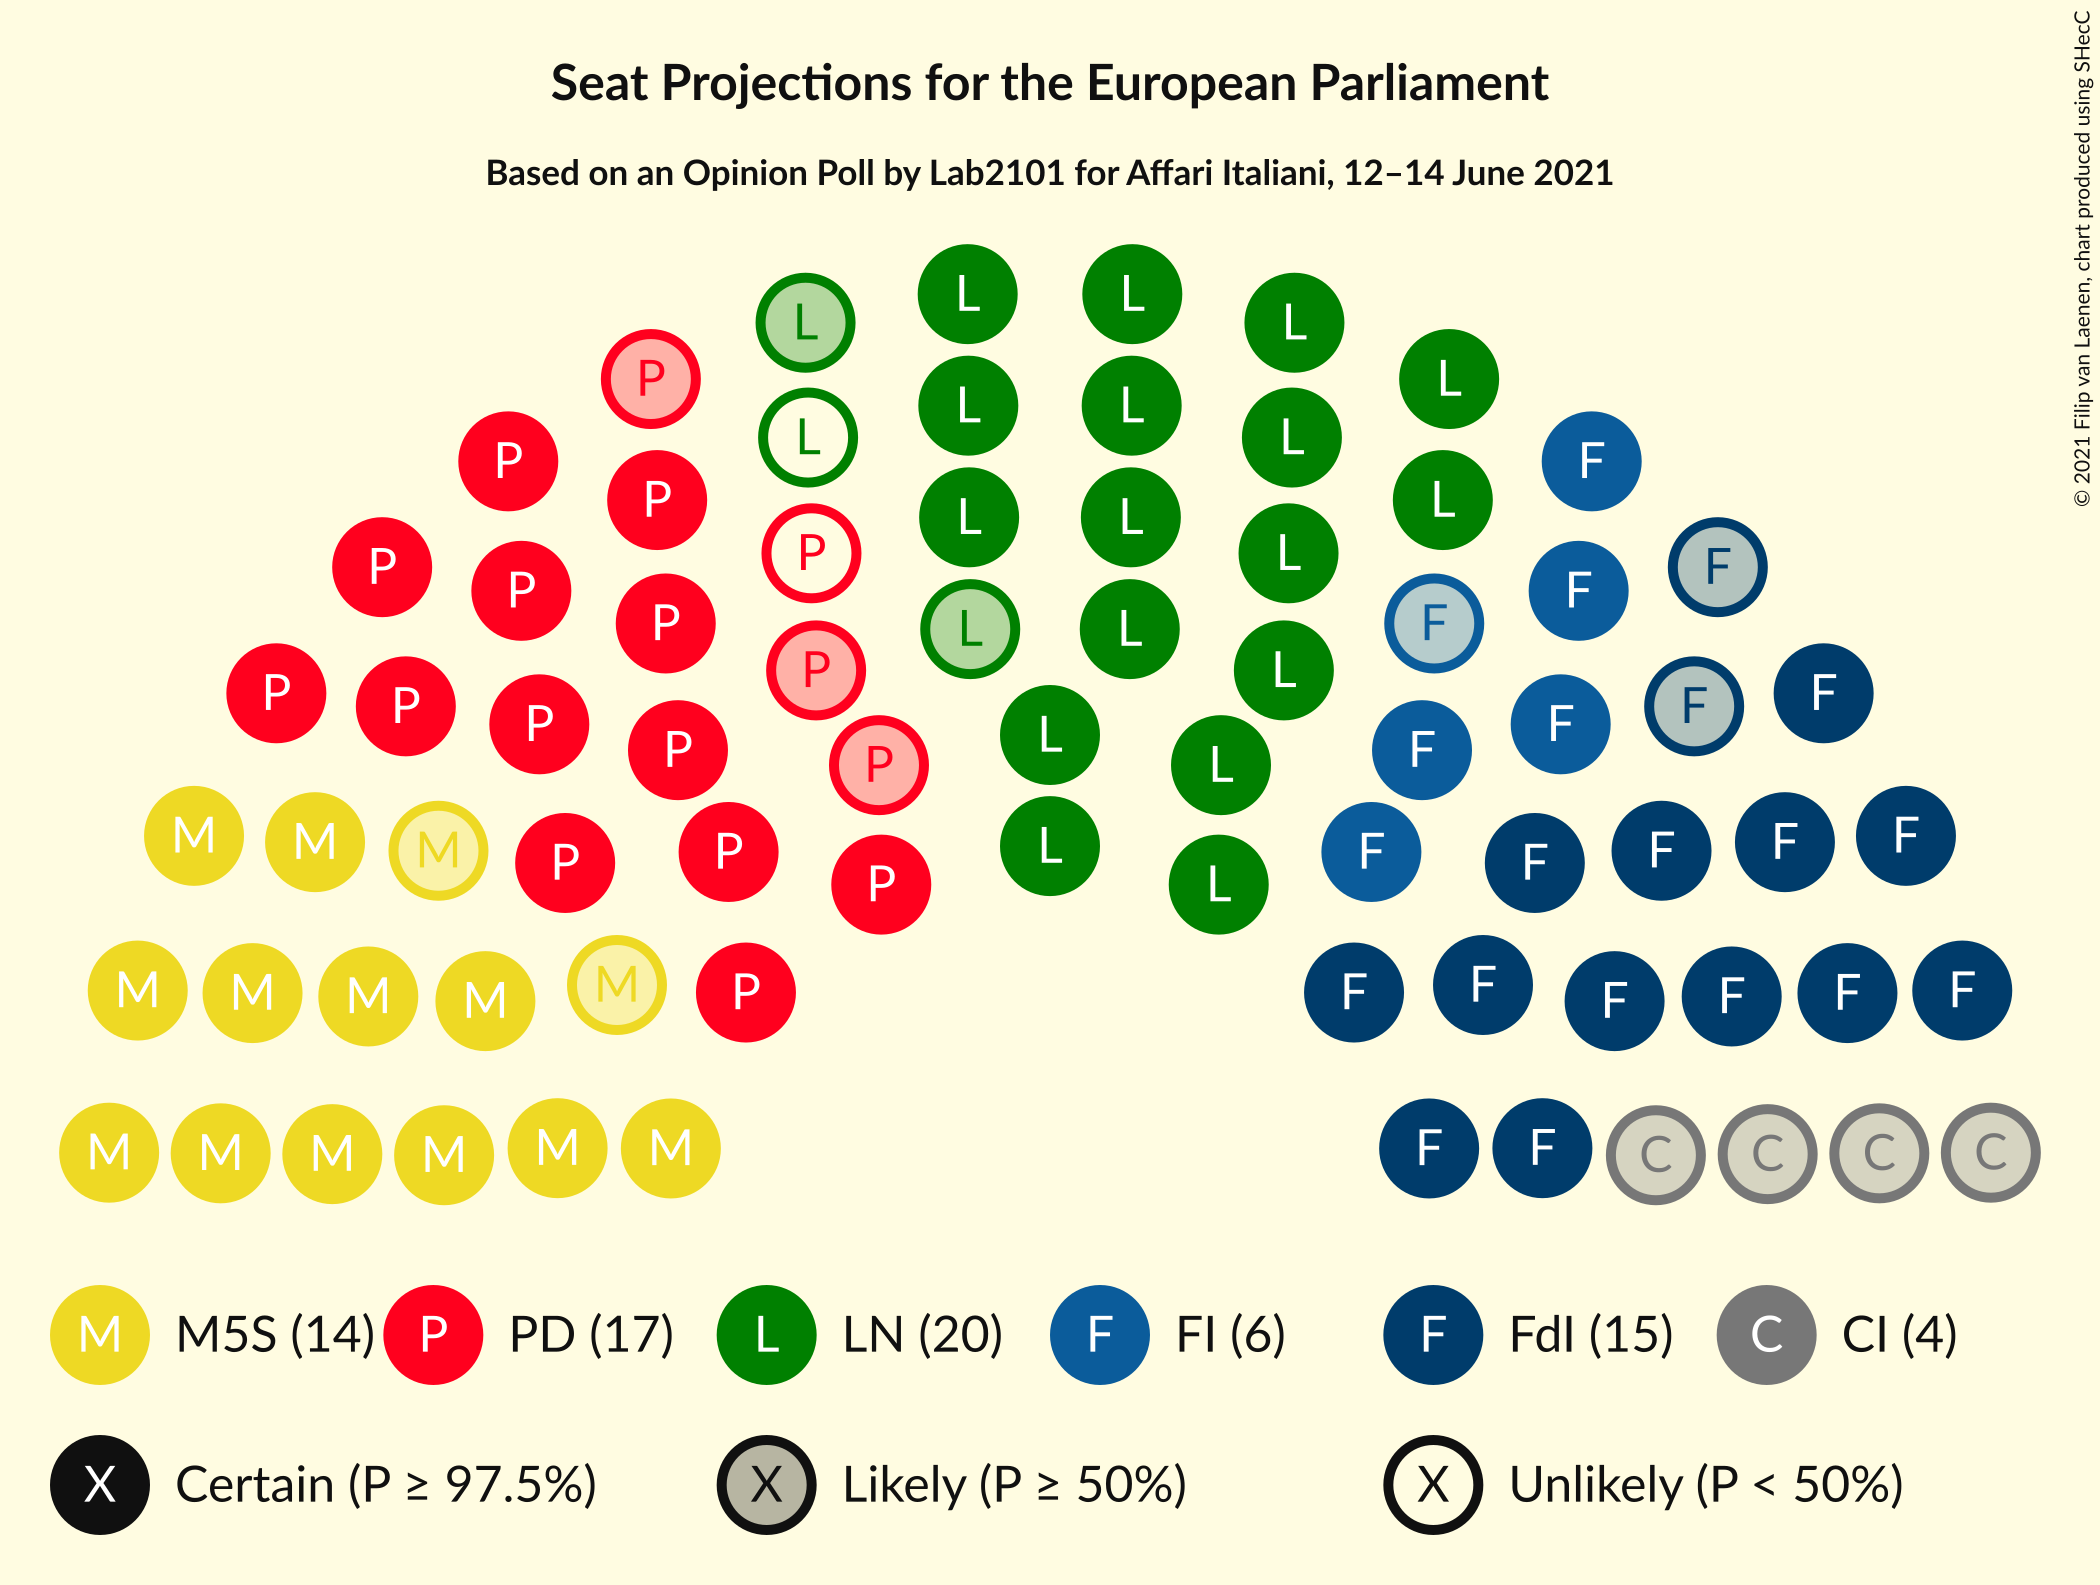 Seat Projections for the European Parliament
Based on an Opinion Poll by Lab2101 for Affari Italiani, 12–14 June 2021
© 2021 Filip van Laenen, chart produced using SHecC
L L L L
P L
L L L L
P F
P L
P L L L
P F
P F
P F F
P L L L
P F
P P P F F F
P L L
P F
M M M P P P L L F F F F F
P L
M M M M M P F F F F F F
M M M M M M F F C C C C
M M5S (14) P PD (17) L LN (20) F FI (6) F FdI (15) C CI (4)
X Certain (P ≥ 97.5%) X Likely (P ≥ 50%) X Unlikely (P < 50%)